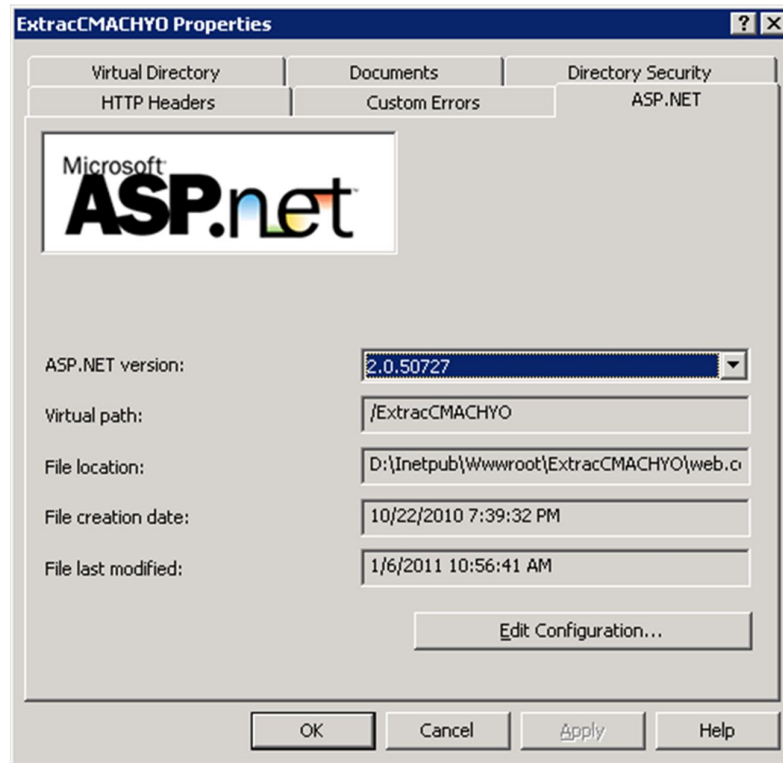 ExtracCMACHYO Properties
Virtual Directory Documents Directory Security
HTTP Headers Custom Errors ASP.NET
Microsoft
ASP.net
ASP.NET version: 2.0.50727
Virtual path: /ExtracCMACHYO
File location: D:\Inetpub\Wwwroot\ExtracCMACHYO\web.c
File creation date: 10/22/2010 7:39:32 PM
File last modified: 1/6/2011 10:56:41 AM
Edit Configuration...
OK Cancel Apply Help